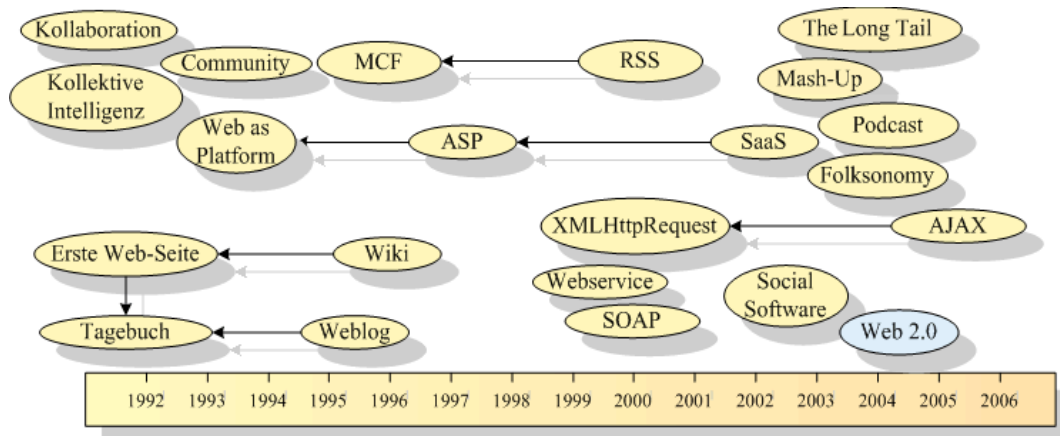 Kollaboration
The Long Tail
Community
MCF
RSS
Mash-Up
Kollektive
Intelligenz
Web as
Platform
ASP
SaaS
Podcast
Folksonomy
XMLHttpRequest
AJAX
Erste Web-Seite
Wiki
Webservice
Social
Software
SOAP
Tagebuch
Weblog
Web 2.0
1992 1993 1994 1995 1996 1997 1998 1999 2000 2001 2002 2003 2004 2005 2006